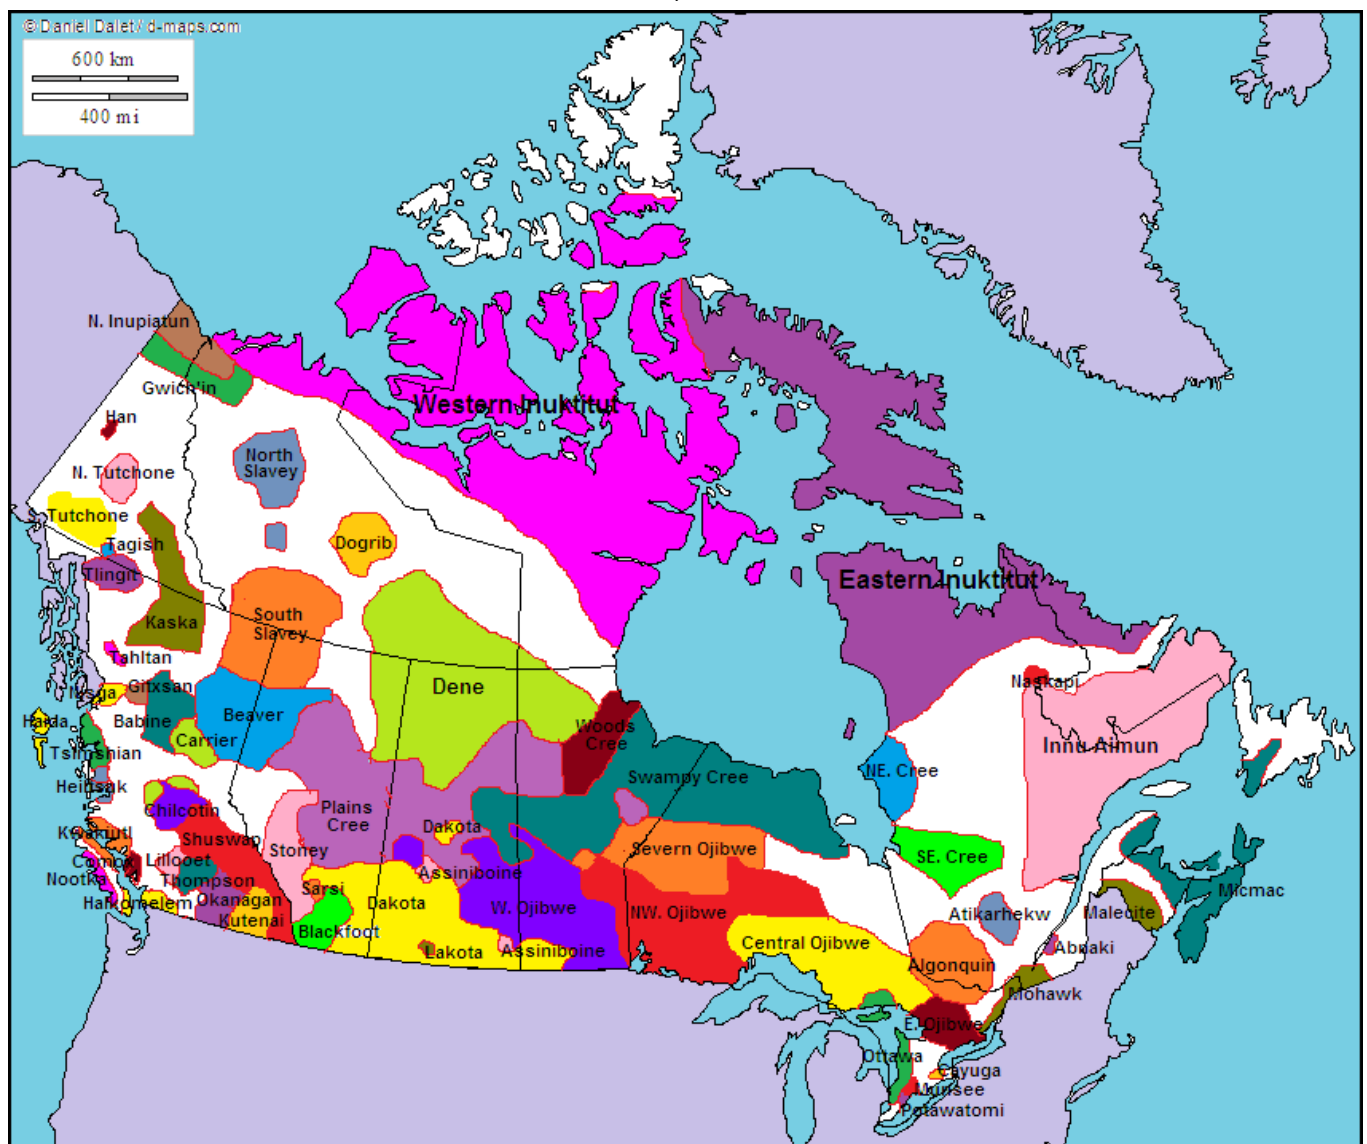 © Daniel Dalet / d-maps.com
600 km
400 mi
N. Inupiatun
Gwich'in
Western Inuktitut
Han
North
Slavey
N. Tutchone
S. Tutchone
Dogrib
Tagish
Tlingit
Eastern Inuktitut
Kaska
South
Slavey
Tahltan
Dene
Naskapi
Nisga
Gitxsan
Haida
Babine
Beaver
Woods
Cree
Carrier
Tsimshian
Innu Aimun
NE. Cree
Swampy Cree
Heiltsuk
Chilcotin
Plains
Cree
Dakota
Kwakiutl
Shuswap
Stoney
Severn Ojibwe
SE. Cree
Comox
Lillooet
Assiniboine
Nootka
Thompson
Sarsi
Micmac
Halkomelem
Okanagan
Dakota
W. Ojibwe
NW. Ojibwe
Atikarhekw
Malecite
Kutenai
Blackfoot
Lakota
Assiniboine
Central Ojibwe
Abnaki
Algonquin
Mohawk
E. Ojibwe
Ottawa
Cayuga
Munsee
Potawatomi